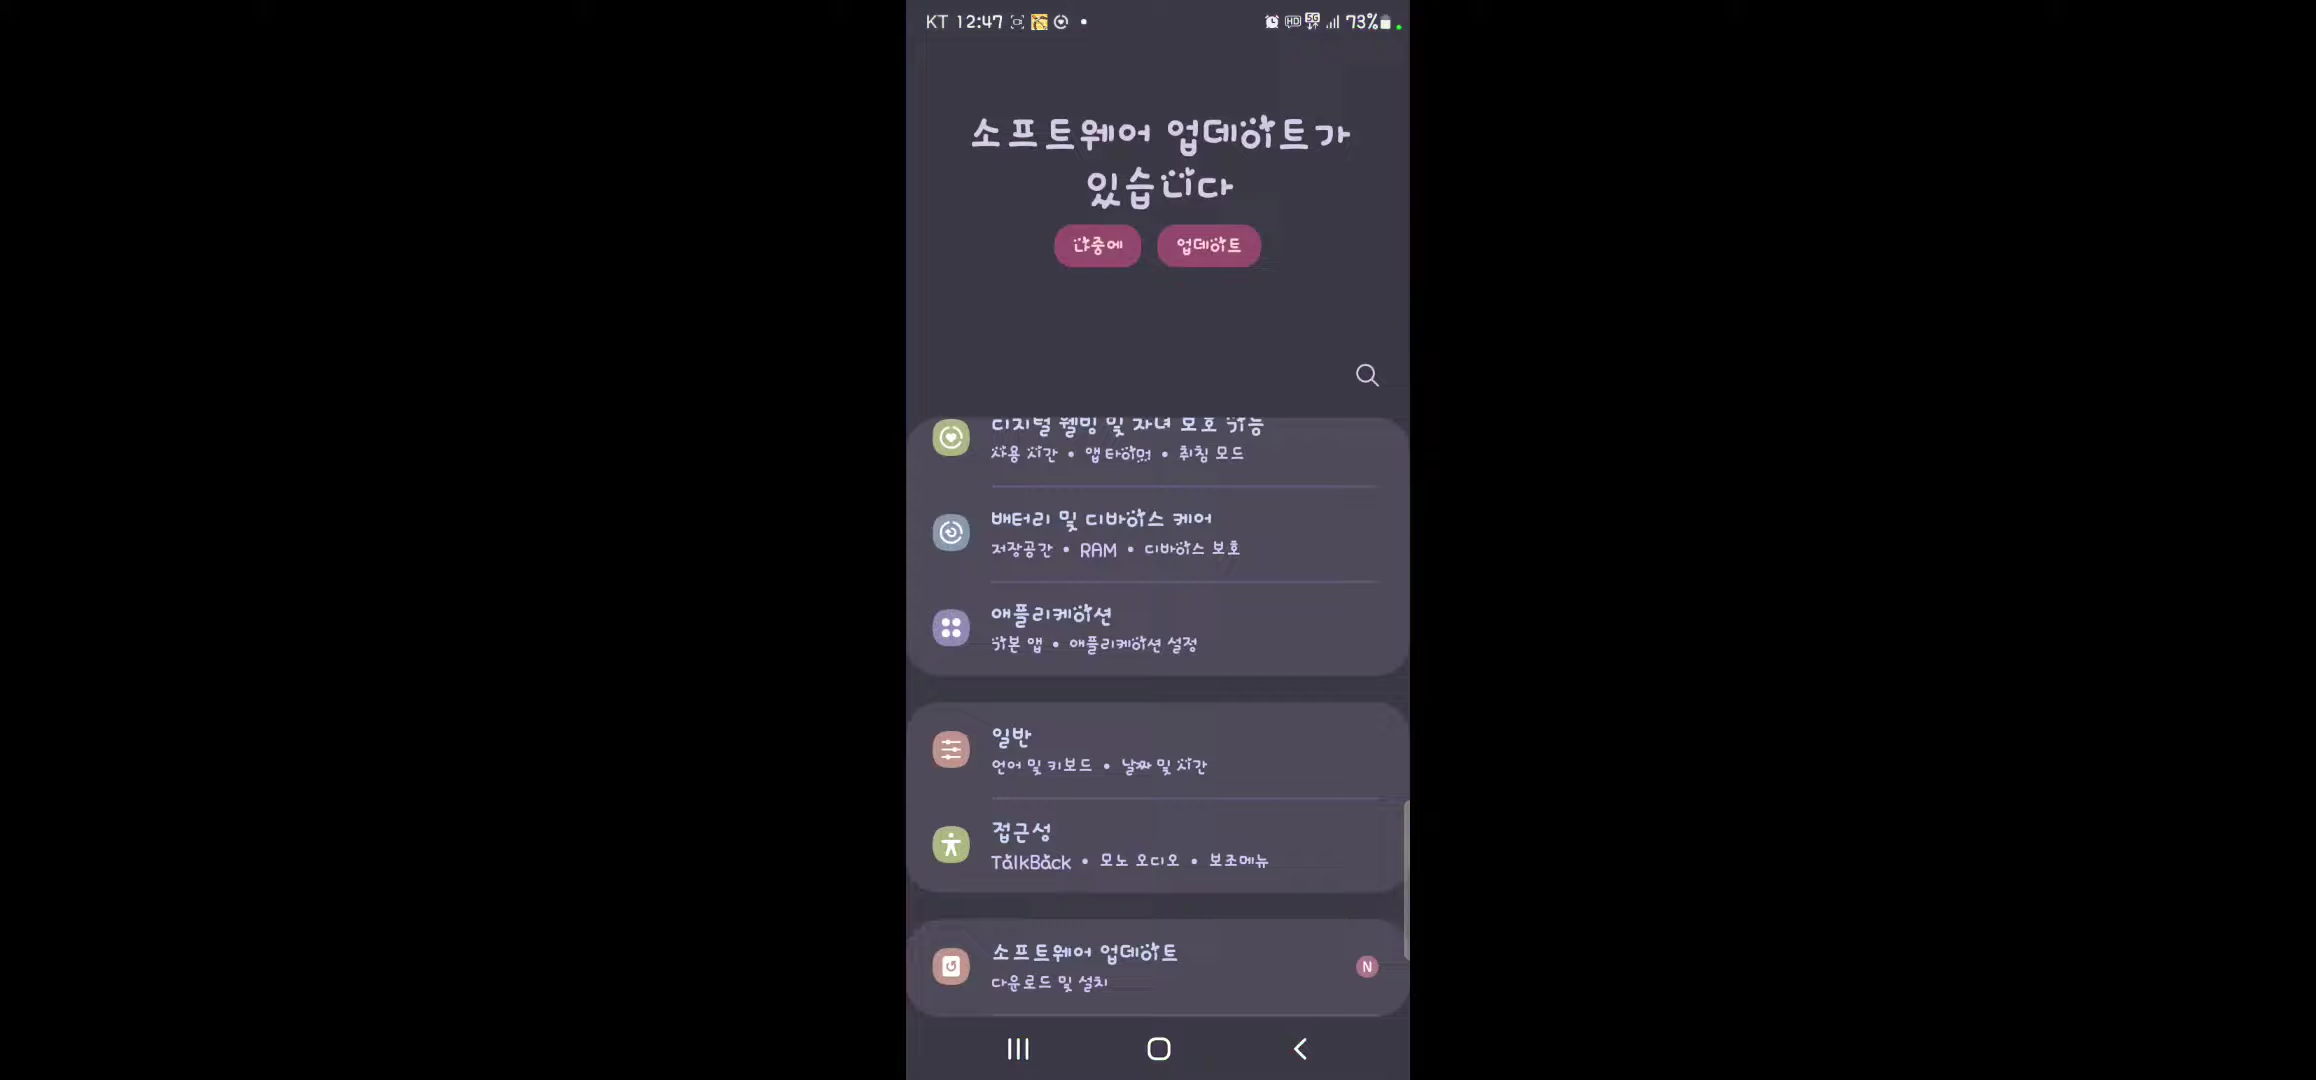 KT 12:47 HD 5G 73%
소프트웨어 업데이트가
있습니다
나중에 업데이트
디지털 웰빙 및 자녀 보호 기능
사용 시간 • 앱 타이머 • 취침 모드
배터리 및 디바이스 케어
저장공간 • RAM • 디바이스 보호
애플리케이션
기본 앱 • 애플리케이션 설정
일반
언어 및 키보드 • 날짜 및 시간
접근성
TalkBack • 모노 오디오 • 보조메뉴
소프트웨어 업데이트
N
다운로드 및 설치